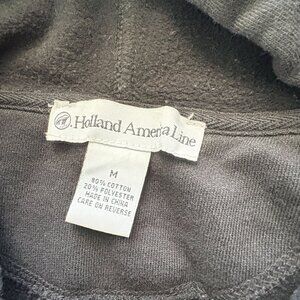 Holland America Line
M
80% COTTON
20% POLYESTER
MADE IN CHINA
CARE ON REVERSE